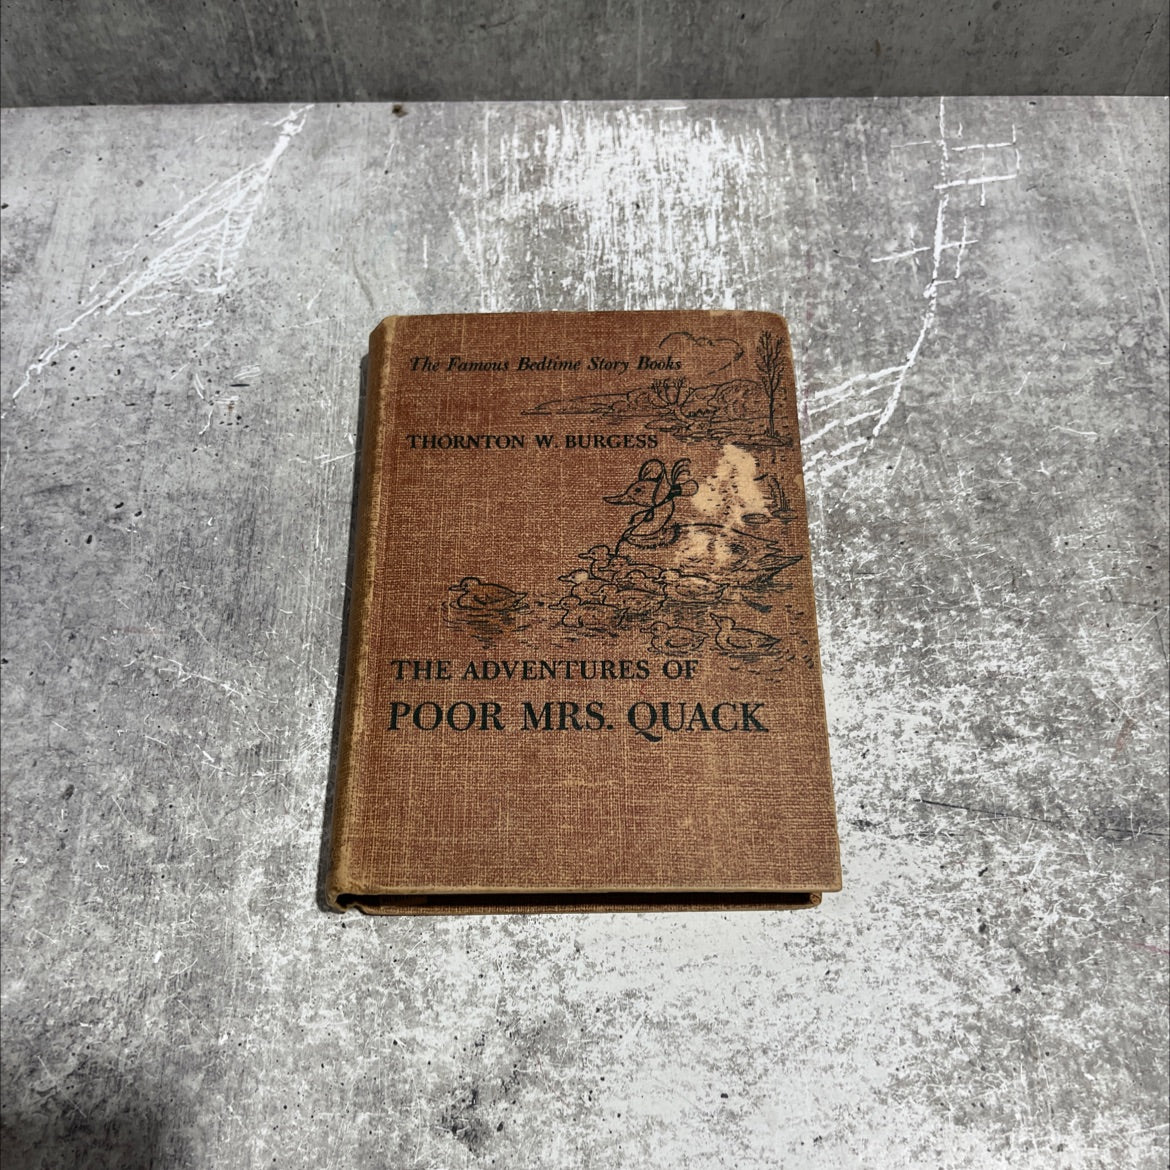 The Famous Bedtime Story Books
THORNTON W. BURGESS
THE ADVENTURES OF
POOR MRS. QUACK